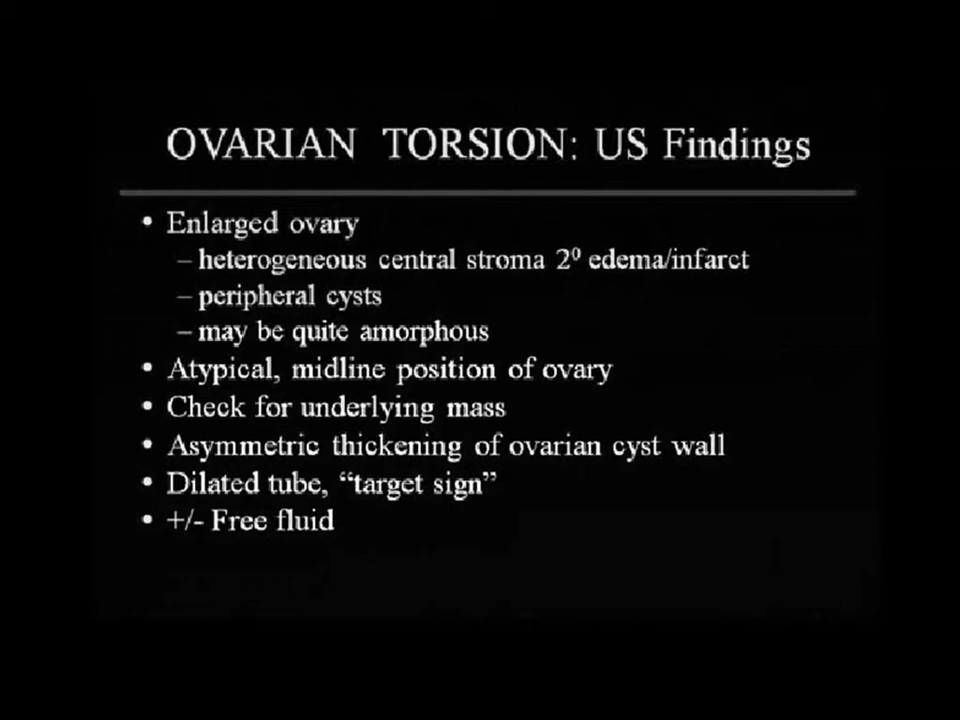 OVARIAN TORSION: US Findings
• Enlarged ovary
– heterogeneous central stroma 2⁰ edema/infarct
– peripheral cysts
– may be quite amorphous
• Atypical, midline position of ovary
• Check for underlying mass
• Asymmetric thickening of ovarian cyst wall
• Dilated tube, “target sign”
• +/- Free fluid